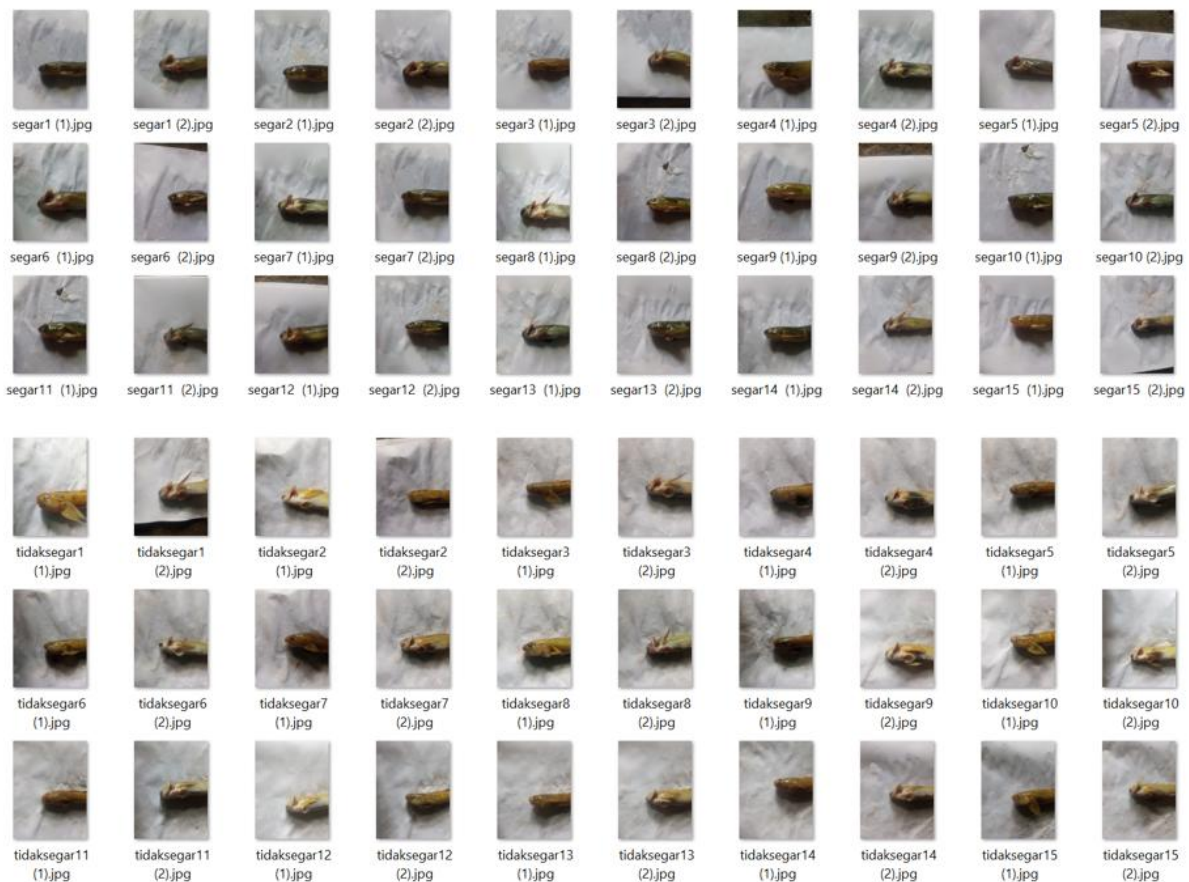 segar1 (1).jpg segar1 (2).jpg segar2 (1).jpg segar2 (2).jpg segar3 (1).jpg segar3 (2).jpg segar4 (1).jpg segar4 (2).jpg segar5 (1).jpg segar5 (2).jpg
segar6  (1).jpg segar6  (2).jpg segar7 (1).jpg segar7 (2).jpg segar8 (1).jpg segar8 (2).jpg segar9 (1).jpg segar9 (2).jpg segar10 (1).jpg segar10 (2).jpg
segar11  (1).jpg segar11  (2).jpg segar12  (1).jpg segar12  (2).jpg segar13  (1).jpg segar13  (2).jpg segar14  (1).jpg segar14  (2).jpg segar15  (1).jpg segar15  (2).jpg
tidaksegar1 tidaksegar1 tidaksegar2 tidaksegar2 tidaksegar3 tidaksegar3 tidaksegar4 tidaksegar4 tidaksegar5 tidaksegar5
(1).jpg (2).jpg (1).jpg (2).jpg (1).jpg (2).jpg (1).jpg (2).jpg (1).jpg (2).jpg
tidaksegar6 tidaksegar6 tidaksegar7 tidaksegar7 tidaksegar8 tidaksegar8 tidaksegar9 tidaksegar9 tidaksegar10 tidaksegar10
(1).jpg (2).jpg (1).jpg (2).jpg (1).jpg (2).jpg (1).jpg (2).jpg (1).jpg (2).jpg
tidaksegar11 tidaksegar11 tidaksegar12 tidaksegar12 tidaksegar13 tidaksegar13 tidaksegar14 tidaksegar14 tidaksegar15 tidaksegar15
(1).jpg (2).jpg (1).jpg (2).jpg (1).jpg (2).jpg (1).jpg (2).jpg (1).jpg (2).jpg